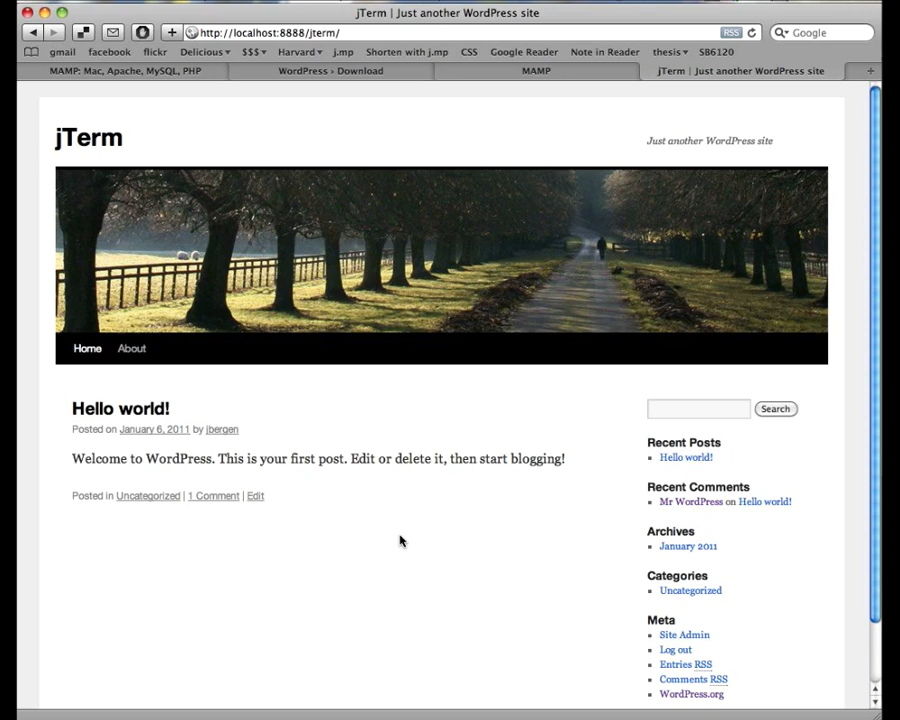 jTerm | Just another WordPress site
http://localhost:8888/jterm/
RSS
Google
gmail facebook flickr Delicious $$$ Harvard j.mp Shorten with j.mp CSS Google Reader Note in Reader thesis SB6120
MAMP: Mac, Apache, MySQL, PHP
WordPress › Download
MAMP
jTerm | Just another WordPress site
jTerm
Just another WordPress site
Home About
Hello world!
Posted on January 6, 2011 by jbergen
Welcome to WordPress. This is your first post. Edit or delete it, then start blogging!
Posted in Uncategorized | 1 Comment | Edit
Search
Recent Posts
Hello world!
Recent Comments
Mr WordPress on Hello world!
Archives
January 2011
Categories
Uncategorized
Meta
Site Admin
Log out
Entries RSS
Comments RSS
WordPress.org